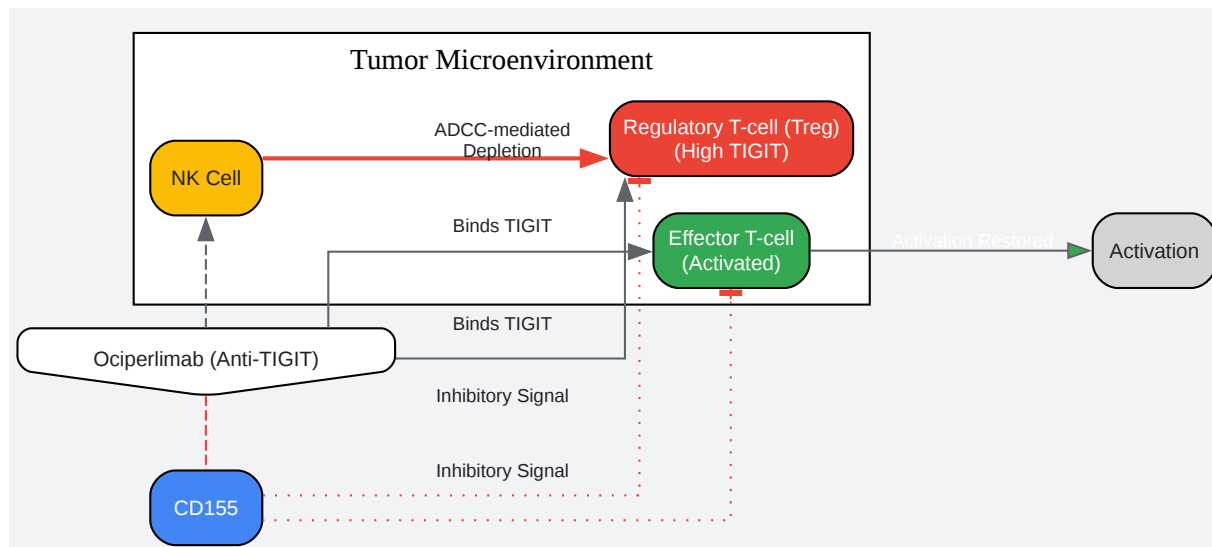 Tumor Microenvironment
ADCC-mediated
Depletion
Regulatory T-cell (Treg)
(High TIGIT)
NK Cell
Binds TIGIT
Effector T-cell
(Activated)
Activation Restored
Activation
Binds TIGIT
Ociperlimab (Anti-TIGIT)
Inhibitory Signal
Inhibitory Signal
CD155